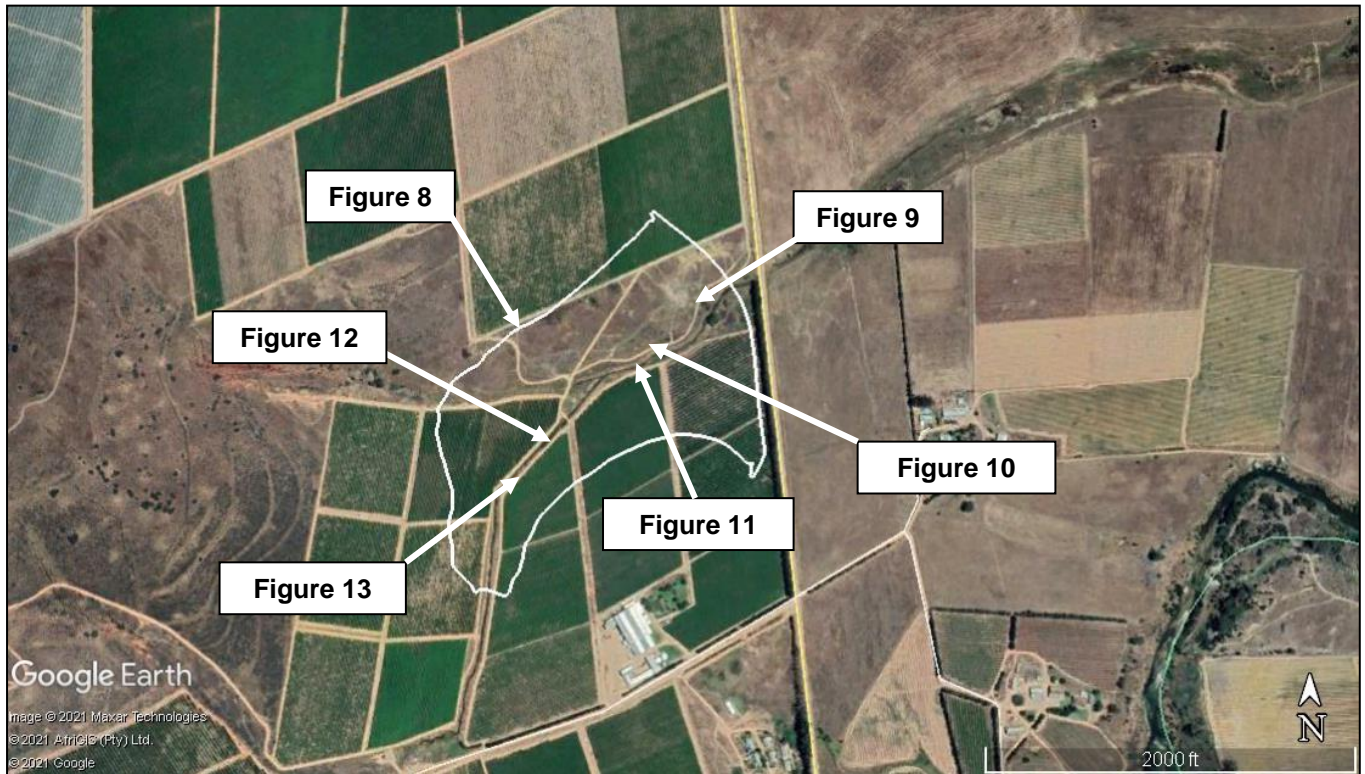 Figure 8
Figure 9
Figure 12
Figure 10
Figure 11
Figure 13
Google Earth
Image © 2021 Maxar Technologies
© 2021 AfriGIS (Pty) Ltd.
© 2021 Google
N
2000 ft